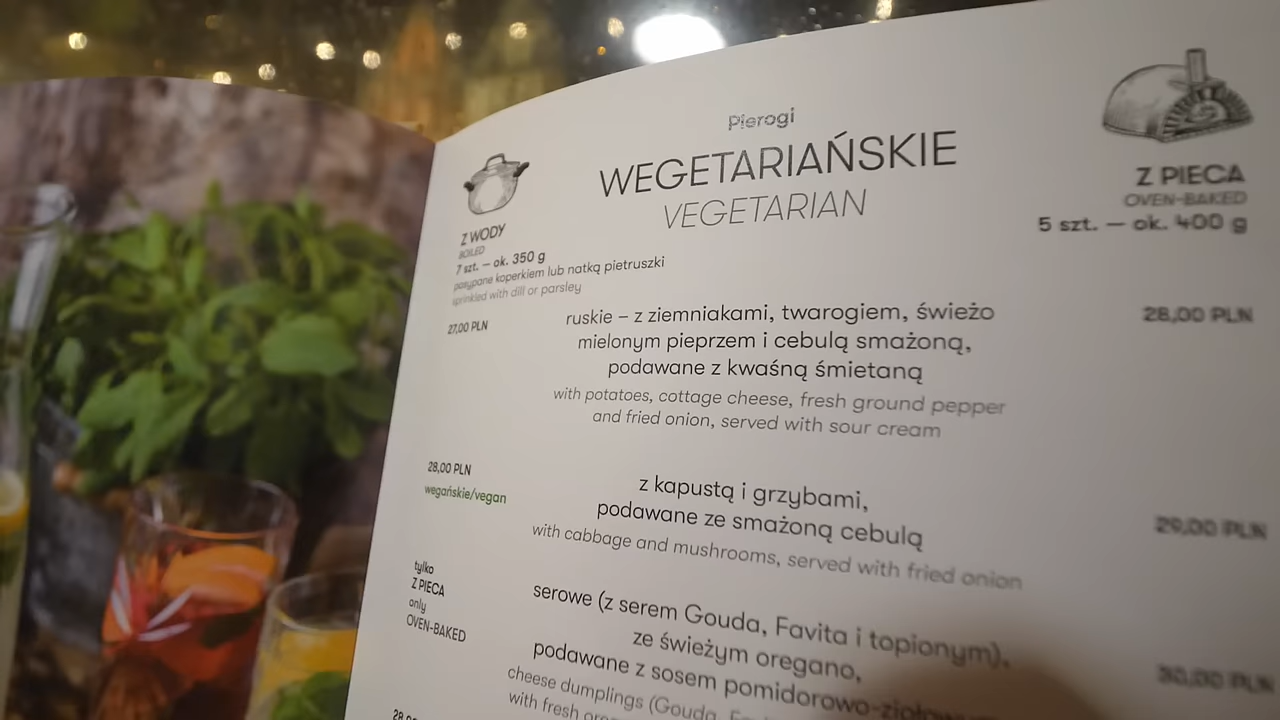 Pierogi
WEGETARIAŃSKIE
VEGETARIAN
Z WODY
BOILED
7 szt. – ok. 350 g
posypane koperkiem lub natką pietruszki
sprinkled with dill or parsley
Z PIECA
OVEN-BAKED
5 szt. – ok. 400 g
27,00 PLN
ruskie – z ziemniakami, twarogiem, świeżo
mielonym pieprzem i cebulą smażoną,
podawane z kwaśną śmietaną
with potatoes, cottage cheese, fresh ground pepper
and fried onion, served with sour cream
28,00 PLN
28,00 PLN
wegańskie/vegan
z kapustą i grzybami,
podawane ze smażoną cebulą
with cabbage and mushrooms, served with fried onion
29,00 PLN
tylko
Z PIECA
only
OVEN-BAKED
serowe (z serem Gouda, Favita i topionym),
ze świeżym oregano,
podawane z sosem pomidorowo-ziołowym
cheese dumplings (Gouda,
with fresh
30,00 PLN